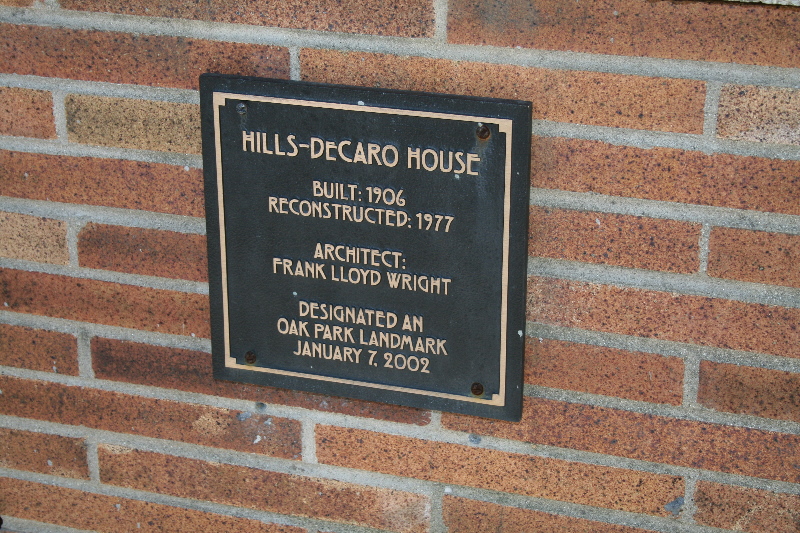 HILLS-DECARO HOUSE
BUILT: 1906
RECONSTRUCTED: 1977
ARCHITECT:
FRANK LLOYD WRIGHT
DESIGNATED AN
OAK PARK LANDMARK
JANUARY 7, 2002